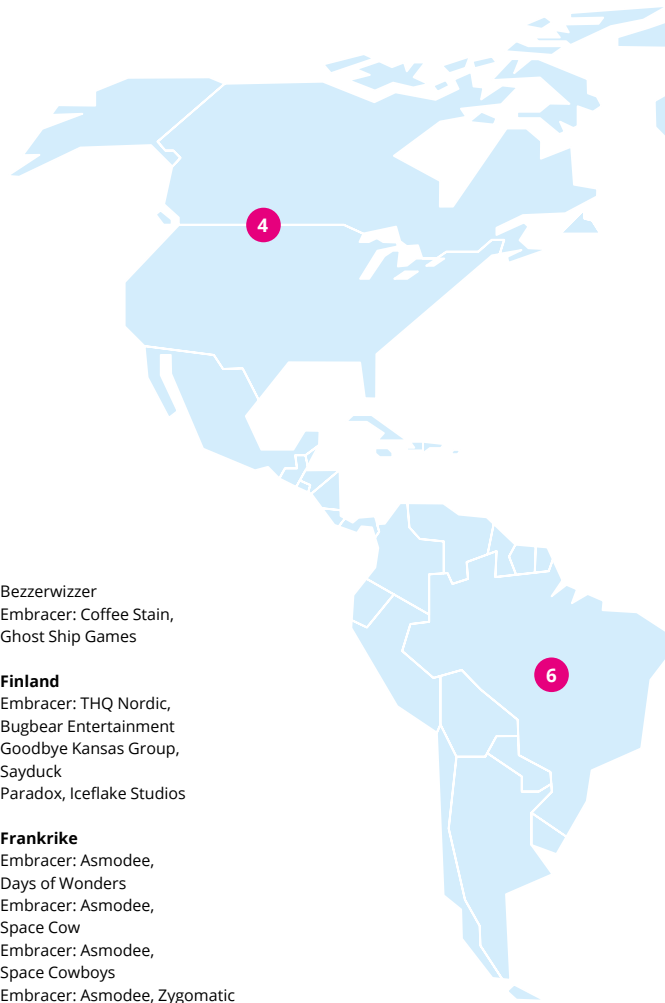 4
6
Bezzerwizzer
Embracer: Coffee Stain,
Ghost Ship Games
Finland
Embracer: THQ Nordic,
Bugbear Entertainment
Goodbye Kansas Group,
Sayduck
Paradox, Iceflake Studios
Frankrike
Embracer: Asmodee,
Days of Wonders
Embracer: Asmodee,
Space Cow
Embracer: Asmodee,
Space Cowboys
Embracer: Asmodee, Zygomatic